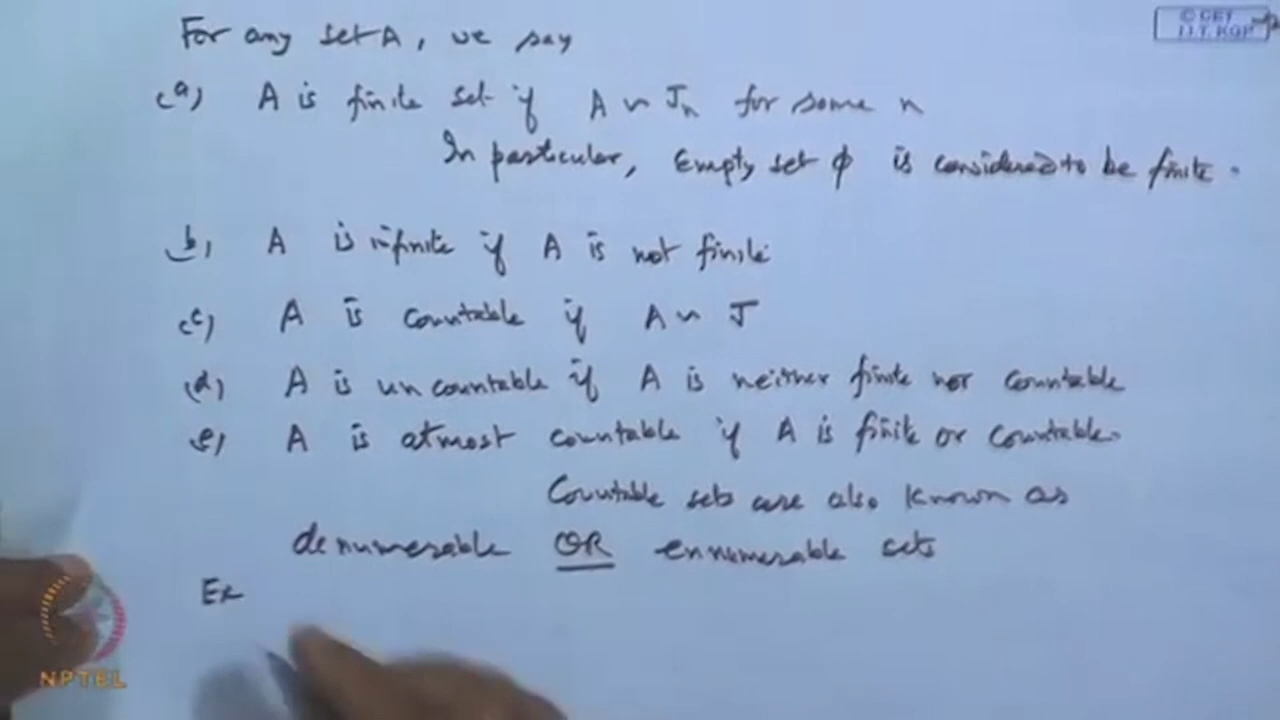 © CET
I.I.T. KGP
For any set A, we say
(a) A is finite set if A ~ Jn for some n
In particular, Empty set ϕ is considered to be finite.
(b) A is infinite if A is not finite
(c) A is countable if A ~ J
(d) A is uncountable if A is neither finite nor countable
(e) A is atmost countable if A is finite or countable.
Countable sets are also known as
denumerable OR ennumerable sets
Ex
NPTEL